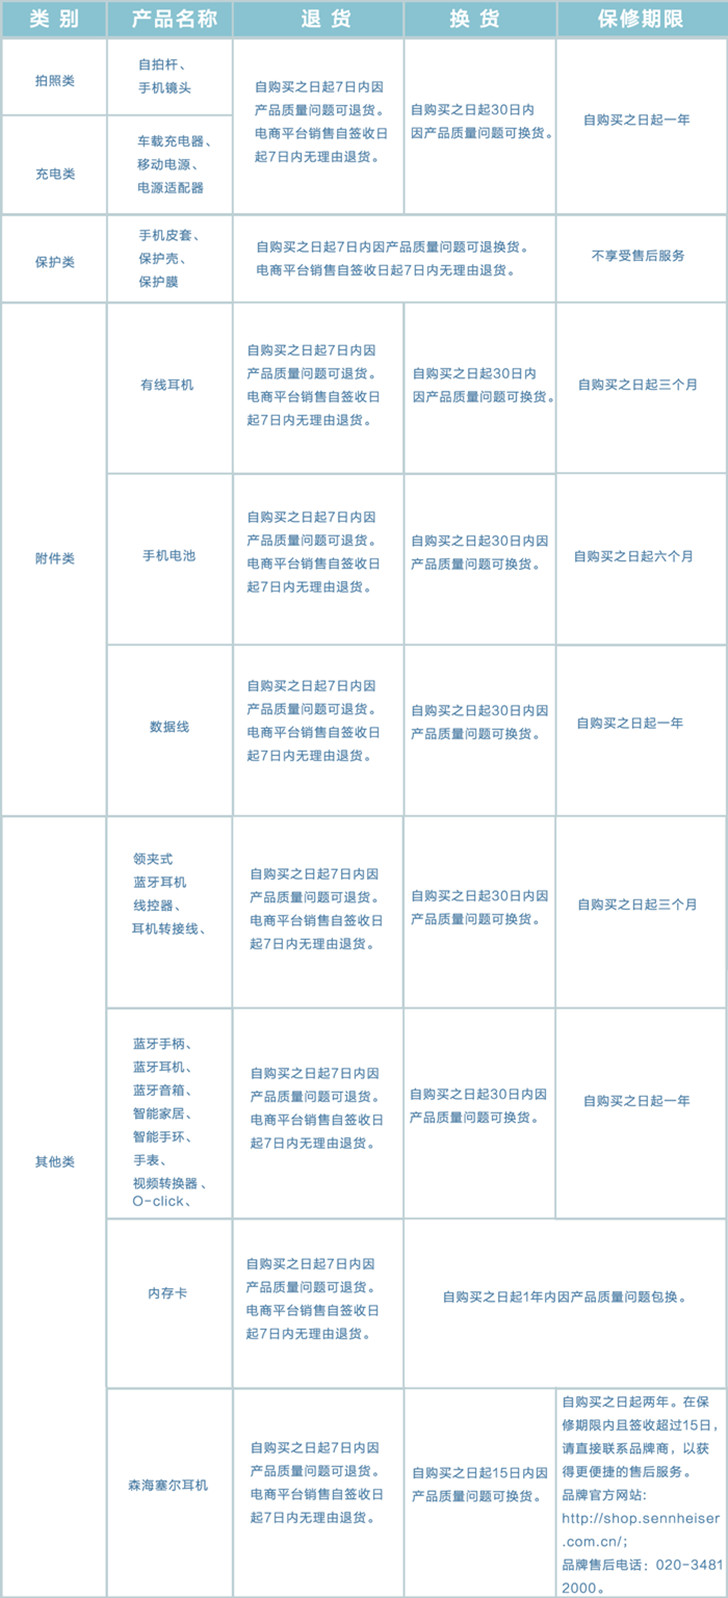 类 别
产品名称
退 货
换 货
保修期限
拍照类
自拍杆、
手机镜头
自购买之日起7日内因
产品质量问题可退货。
电商平台销售自签收日
起7日内无理由退货。
自购买之日起30日内
因产品质量问题可换货。
自购买之日起一年
充电类
车载充电器、
移动电源、
电源适配器
保护类
手机皮套、
保护壳、
保护膜
自购买之日起7日内因产品质量问题可退换货。
电商平台销售自签收日起7日内无理由退货。
不享受售后服务
附件类
有线耳机
自购买之日起7日内因
产品质量问题可退货。
电商平台销售自签收日
起7日内无理由退货。
自购买之日起30日内
因产品质量问题可换货。
自购买之日起三个月
手机电池
自购买之日起7日内因
产品质量问题可退货。
电商平台销售自签收日
起7日内无理由退货。
自购买之日起30日内因
产品质量问题可换货。
自购买之日起六个月
数据线
自购买之日起7日内因
产品质量问题可退货。
电商平台销售自签收日
起7日内无理由退货。
自购买之日起30日内因
产品质量问题可换货。
自购买之日起一年
其他类
领夹式
蓝牙耳机
线控器、
耳机转接线、
自购买之日起7日内因
产品质量问题可退货。
电商平台销售自签收日
起7日内无理由退货。
自购买之日起30日内因
产品质量问题可换货。
自购买之日起三个月
蓝牙手柄、
蓝牙耳机、
蓝牙音箱、
智能家居、
智能手环、
手表、
视频转换器、
O-click、
自购买之日起7日内因
产品质量问题可退货。
电商平台销售自签收日
起7日内无理由退货。
自购买之日起30日内因
产品质量问题可换货。
自购买之日起一年
内存卡
自购买之日起7日内因
产品质量问题可退货。
电商平台销售自签收日
起7日内无理由退货。
自购买之日起1年内因产品质量问题包换。
森海塞尔耳机
自购买之日起7日内因
产品质量问题可退货。
电商平台销售自签收日
起7日内无理由退货。
自购买之日起15日内因
产品质量问题可换货。
自购买之日起两年。在保
修期限内且签收超过15日，
请直接联系品牌商，以获
得更便捷的售后服务。
品牌官方网站:
http://shop.sennheiser
.com.cn/;
品牌售后电话：020-3481
2000。